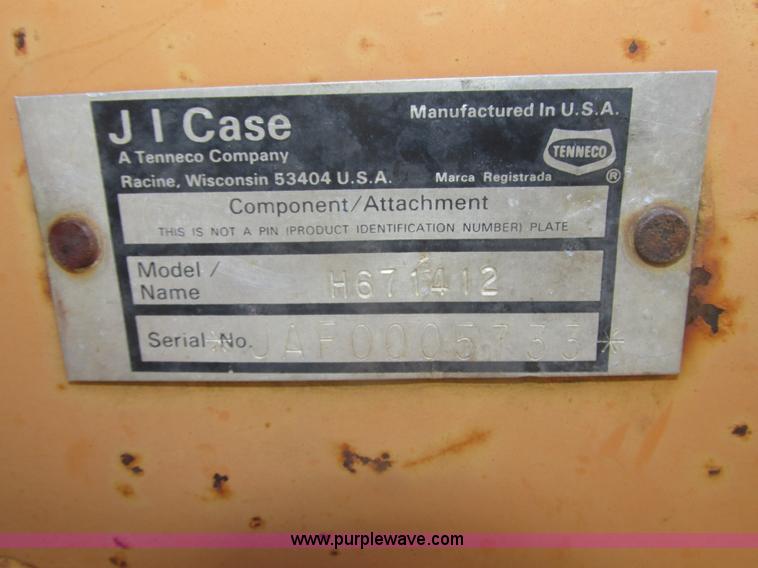 J I Case
Manufactured In U.S.A.
A Tenneco Company
TENNECO
Racine, Wisconsin 53404 U.S.A.
Marca Registrada
®
Component/Attachment
THIS IS NOT A PIN (PRODUCT IDENTIFICATION NUMBER) PLATE
Model /
Name
H671412
Serial No. *JAF0005733*
www.purplewave.com